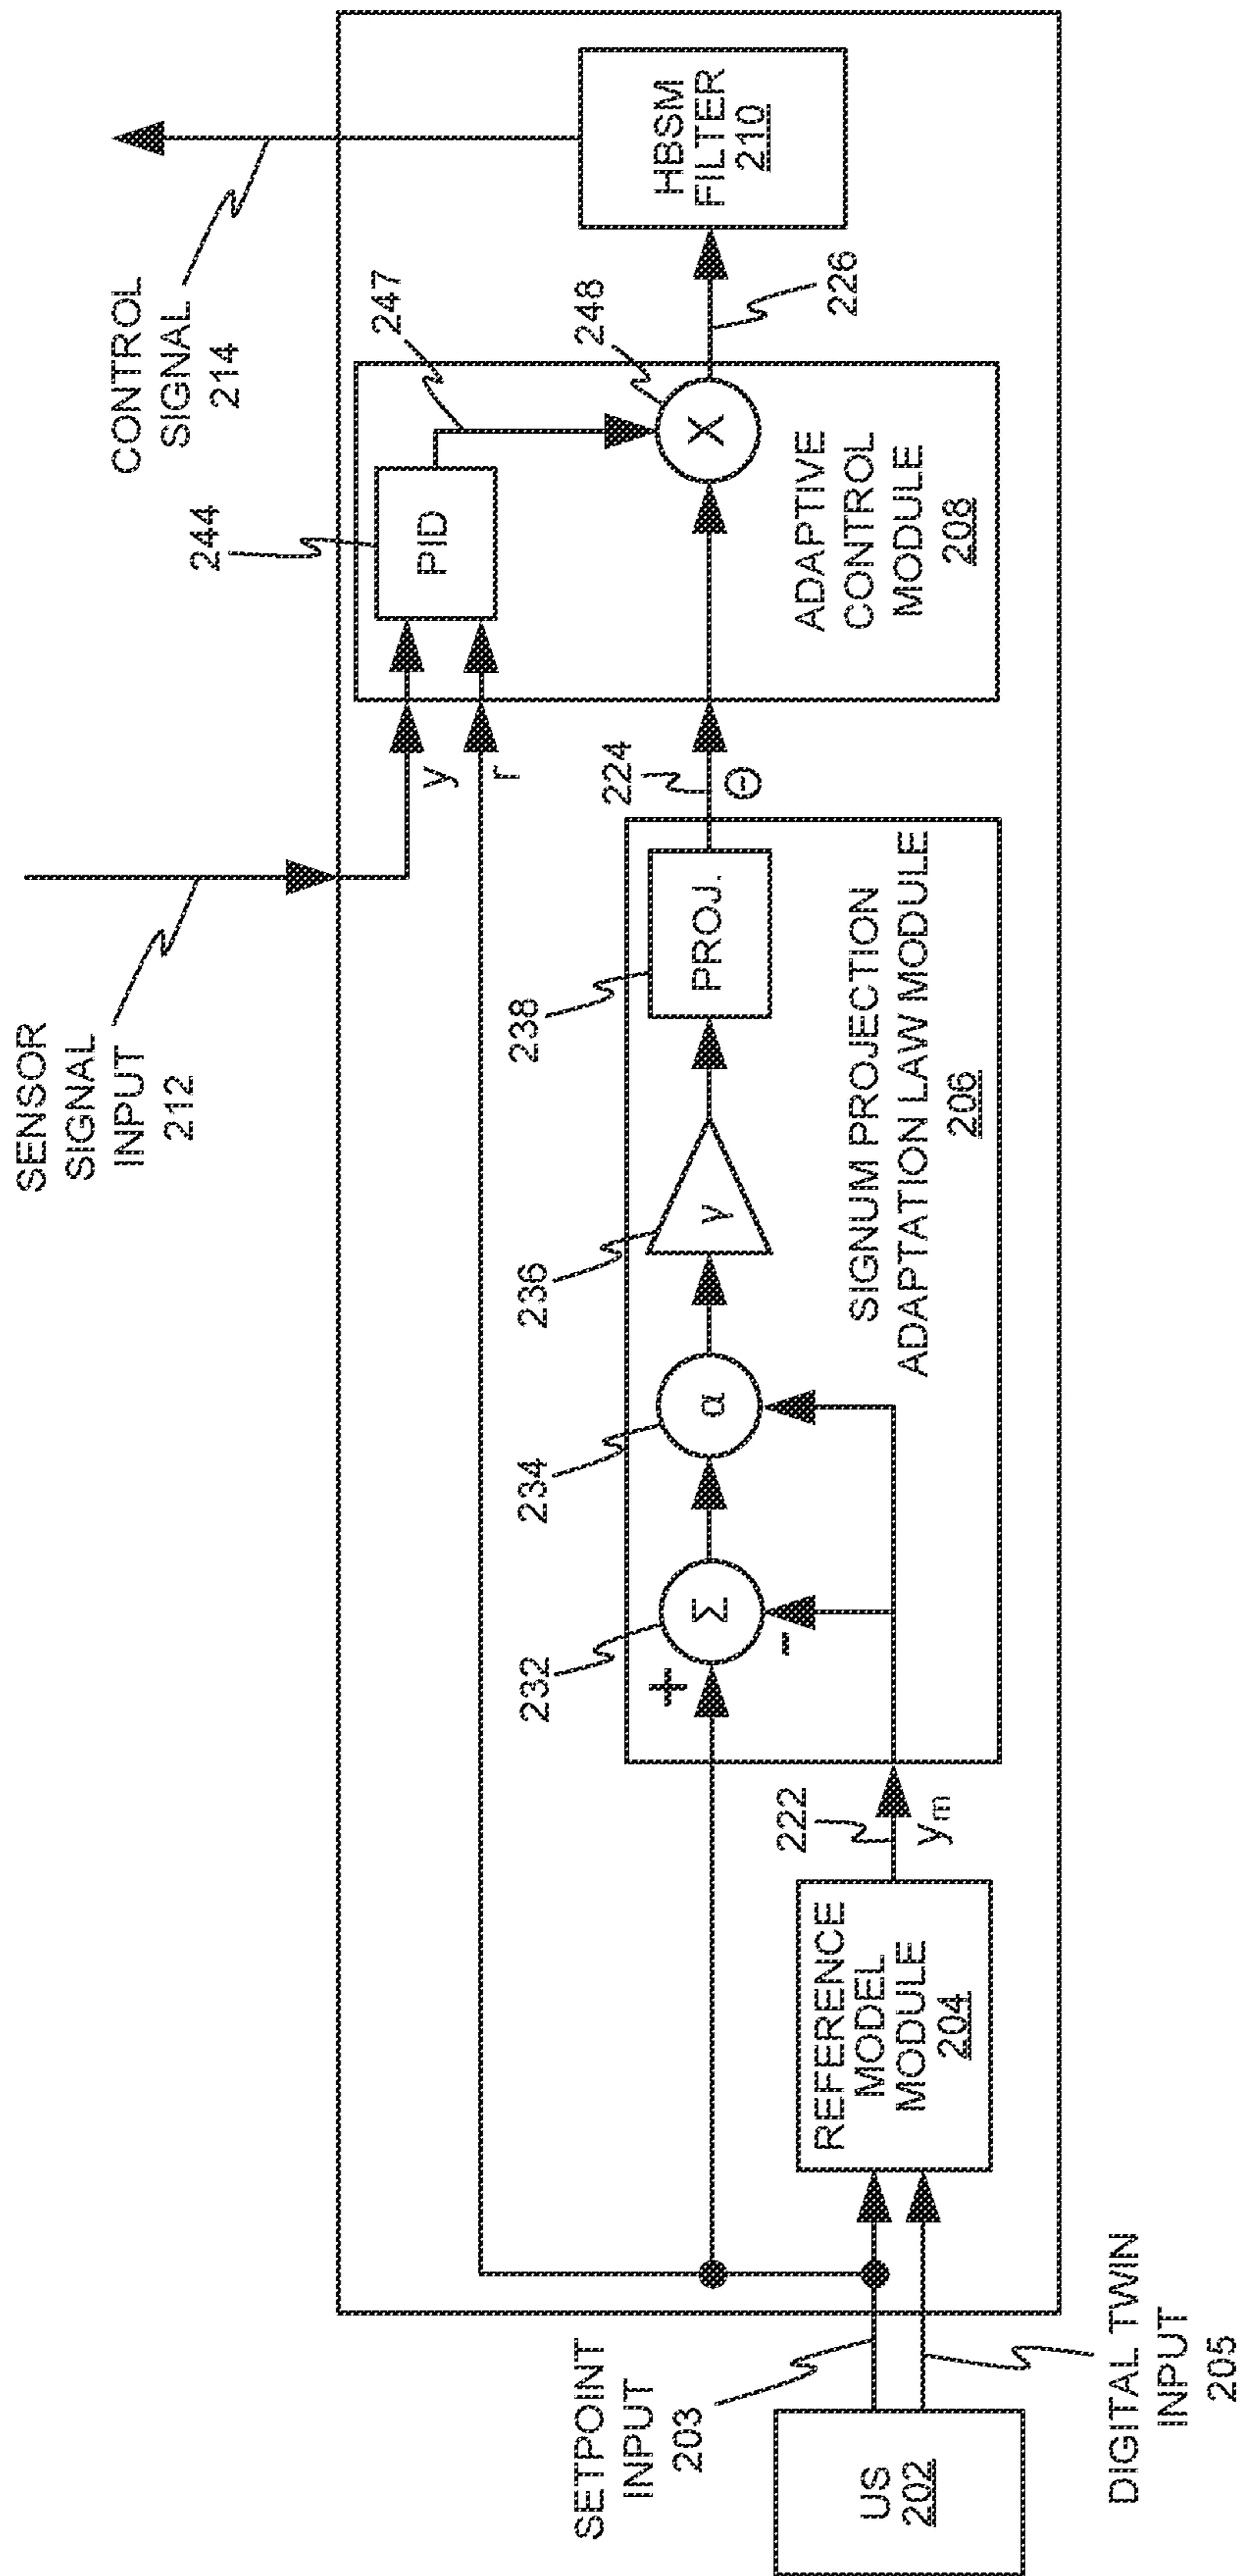 SENSOR
SIGNAL
INPUT
212
CONTROL
SIGNAL
214
y
r
244
PID
247
248
X
226
HBSM
FILTER
210
ADAPTIVE
CONTROL
MODULE
208
SETPOINT
INPUT
203
US
202
DIGITAL TWIN
INPUT
205
REFERENCE
MODEL
MODULE
204
222
ym
232
+
Σ
-
234
α
236
γ
238
PROJ.
224
Θ
SIGNUM PROJECTION
ADAPTATION LAW MODULE
206